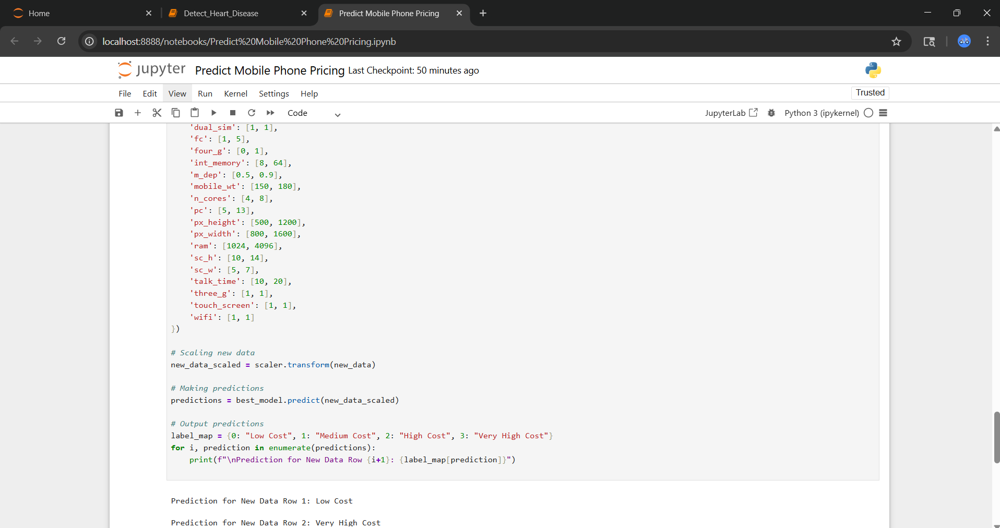 Home
Detect_Heart_Disease
Predict Mobile Phone Pricing
localhost:8888/notebooks/Predict%20Mobile%20Phone%20Pricing.ipynb
jupyter Predict Mobile Phone Pricing Last Checkpoint: 50 minutes ago
File Edit View Run Kernel Settings Help Trusted
Code JupyterLab Python 3 (ipykernel)
'dual_sim': [1, 1],
'fc': [1, 5],
'four_g': [0, 1],
'int_memory': [8, 64],
'm_dep': [0.5, 0.9],
'mobile_wt': [150, 180],
'n_cores': [4, 8],
'pc': [5, 13],
'px_height': [500, 1200],
'px_width': [800, 1600],
'ram': [1024, 4096],
'sc_h': [10, 14],
'sc_w': [5, 7],
'talk_time': [10, 20],
'three_g': [1, 1],
'touch_screen': [1, 1],
'wifi': [1, 1]
})
# Scaling new data
new_data_scaled = scaler.transform(new_data)
# Making predictions
predictions = best_model.predict(new_data_scaled)
# Output predictions
label_map = {0: "Low Cost", 1: "Medium Cost", 2: "High Cost", 3: "Very High Cost"}
for i, prediction in enumerate(predictions):
print(f"\nPrediction for New Data Row {i+1}: {label_map[prediction]}")
Prediction for New Data Row 1: Low Cost
Prediction for New Data Row 2: Very High Cost